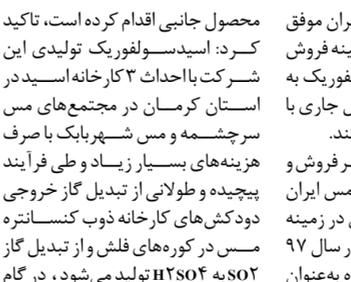 محصول جانبی اقدام کرده است، تاکید
کرد: اسیدسولفوریک تولیدی این
شرکت با احداث ۳ کارخانه اسید در
استان کرمان در مجتمع‌های مس
سرچشمه و مس شهربابک با صرف
هزینه‌های بسیار زیاد و طی فرآیند
پیچیده و طولانی از تبدیل گاز خروجی
دودکش‌های کارخانه ذوب کنسانتره
مس در کوره‌های فلش و از تبدیل گاز
SO۲ به H۲SO۴ تولید می‌شود، در گام
ران موفق
ینه فروش
فوریک به
ل جاری با
ند.
ر فروش و
مس ایران
ی در زمینه
ر سال ۹۷
ه به‌عنوان